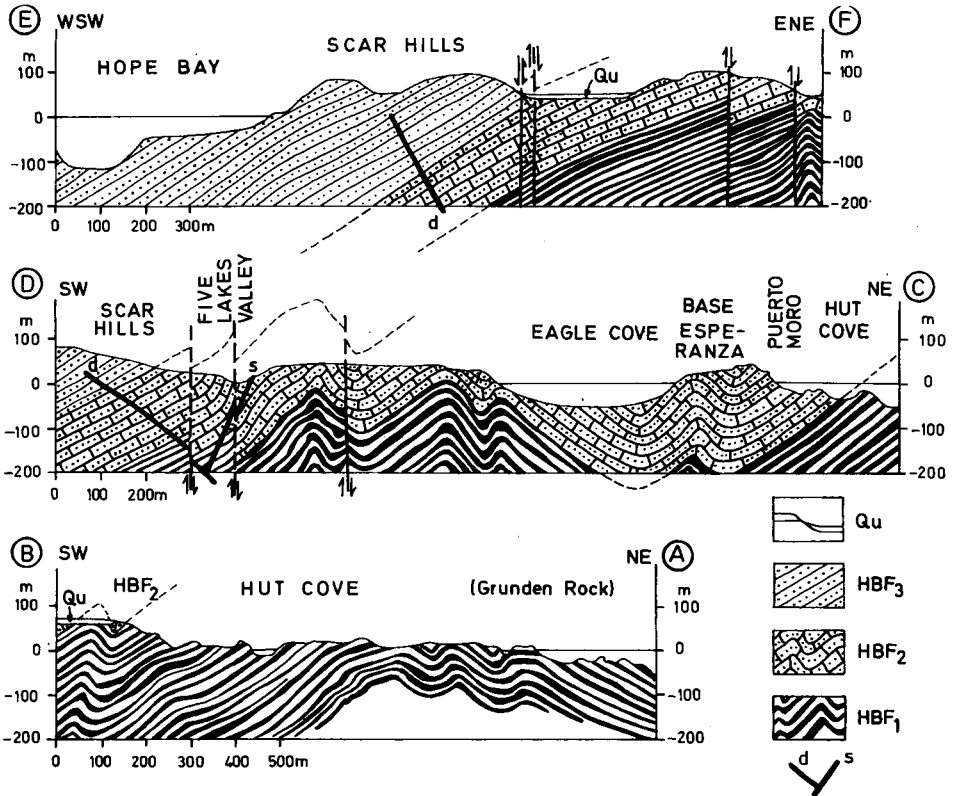 E WSW SCAR HILLS ENE F
m HOPE BAY Qu m
100 100
0 0
-100 -100
-200 -200
0 100 200 300m d
D SW SCAR HILLS FIVE LAKES VALLEY EAGLE COVE BASE ESPE-RANZA PUERTO MORO HUT COVE NE C
m m
100 100
d s
0 0
-100 -100
-200 -200
0 100 200m
B SW HBF2 HUT COVE (Grunden Rock) NE A
m Qu m
100 100
0 0
-100 -100
-200 -200
0 100 200 300 400 500m
Qu
HBF3
HBF2
HBF1
d s